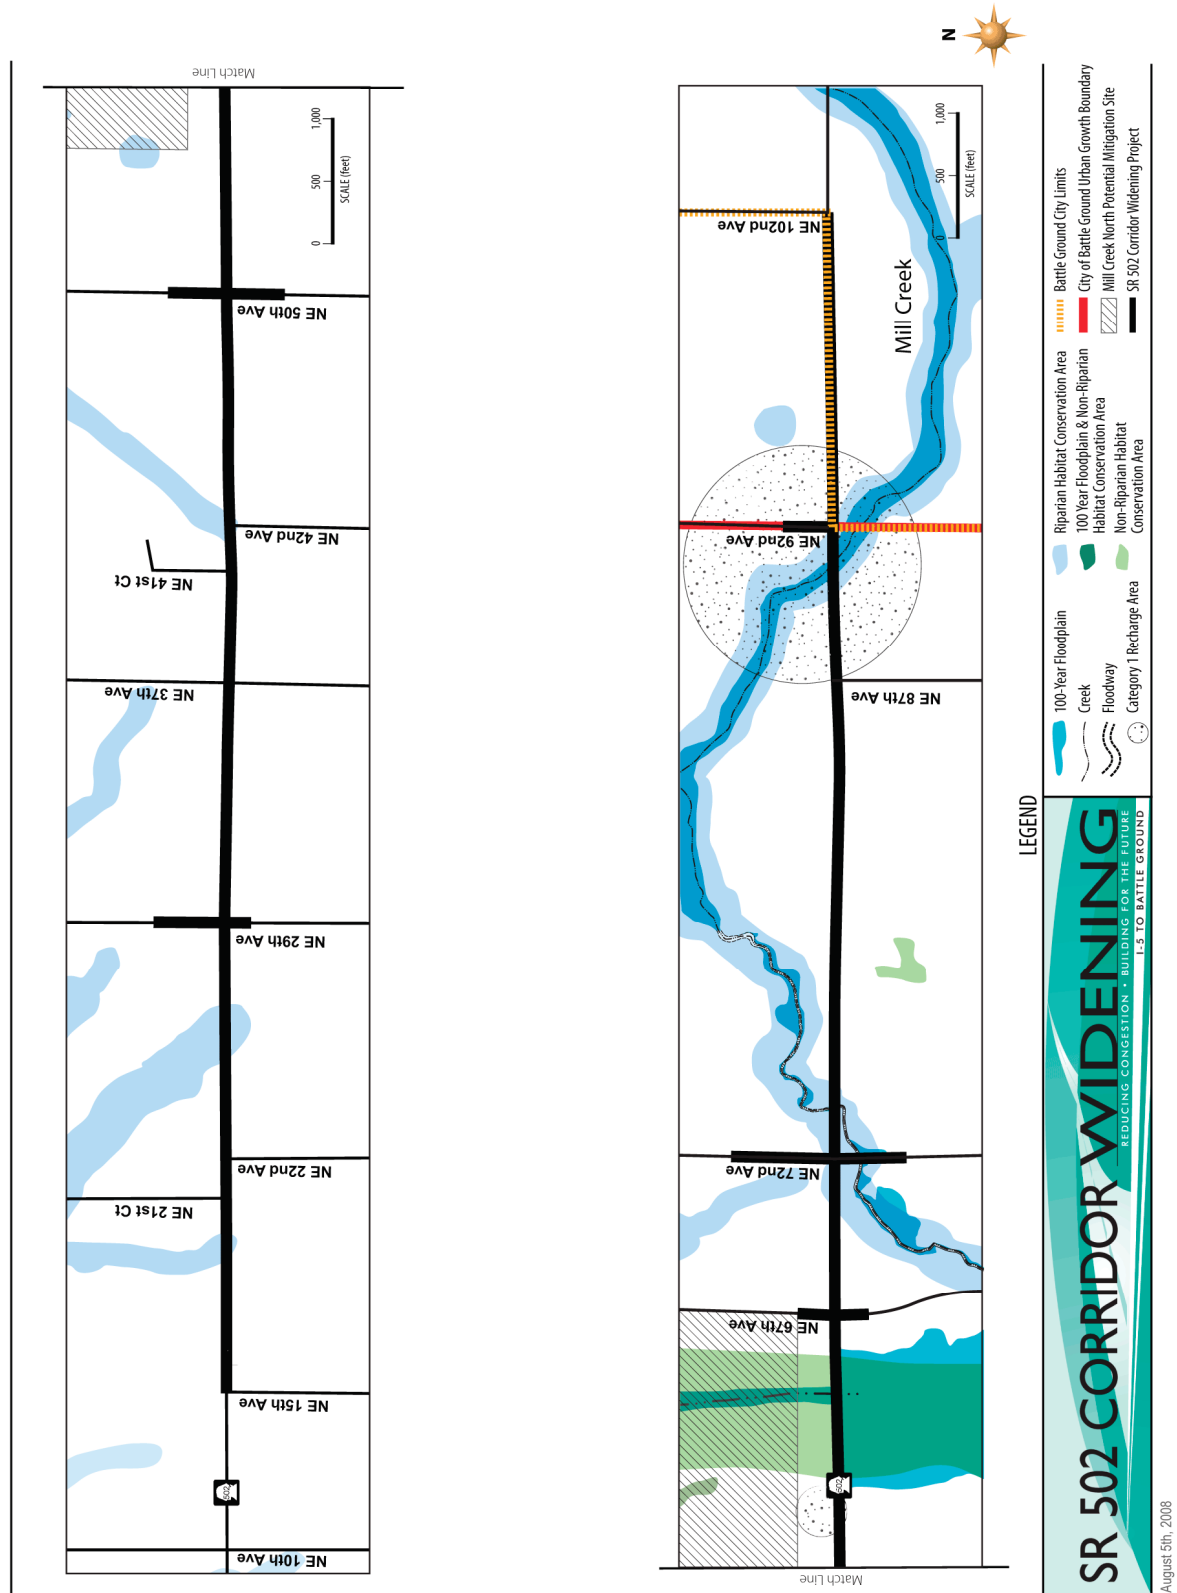 Match Line
NE 10th Ave
502
NE 15th Ave
NE 21st Ct
NE 22nd Ave
NE 29th Ave
NE 37th Ave
NE 41st Ct
NE 42nd Ave
NE 50th Ave
0 500 1,000
SCALE (feet)
N
Match Line
502
NE 67th Ave
NE 72nd Ave
NE 87th Ave
NE 92nd Ave
NE 102nd Ave
Mill Creek
0 500 1,000
SCALE (feet)
LEGEND
100-Year Floodplain
Creek
Floodway
Category 1 Recharge Area
Riparian Habitat Conservation Area
100 Year Floodplain & Non-Riparian
Habitat Conservation Area
Non-Riparian Habitat
Conservation Area
Battle Ground City Limits
City of Battle Ground Urban Growth Boundary
Mill Creek North Potential Mitigation Site
SR 502 Corridor Widening Project
SR 502 CORRIDOR WIDENING
REDUCING CONGESTION • BUILDING FOR THE FUTURE
I-5 TO BATTLE GROUND
August 5th, 2008